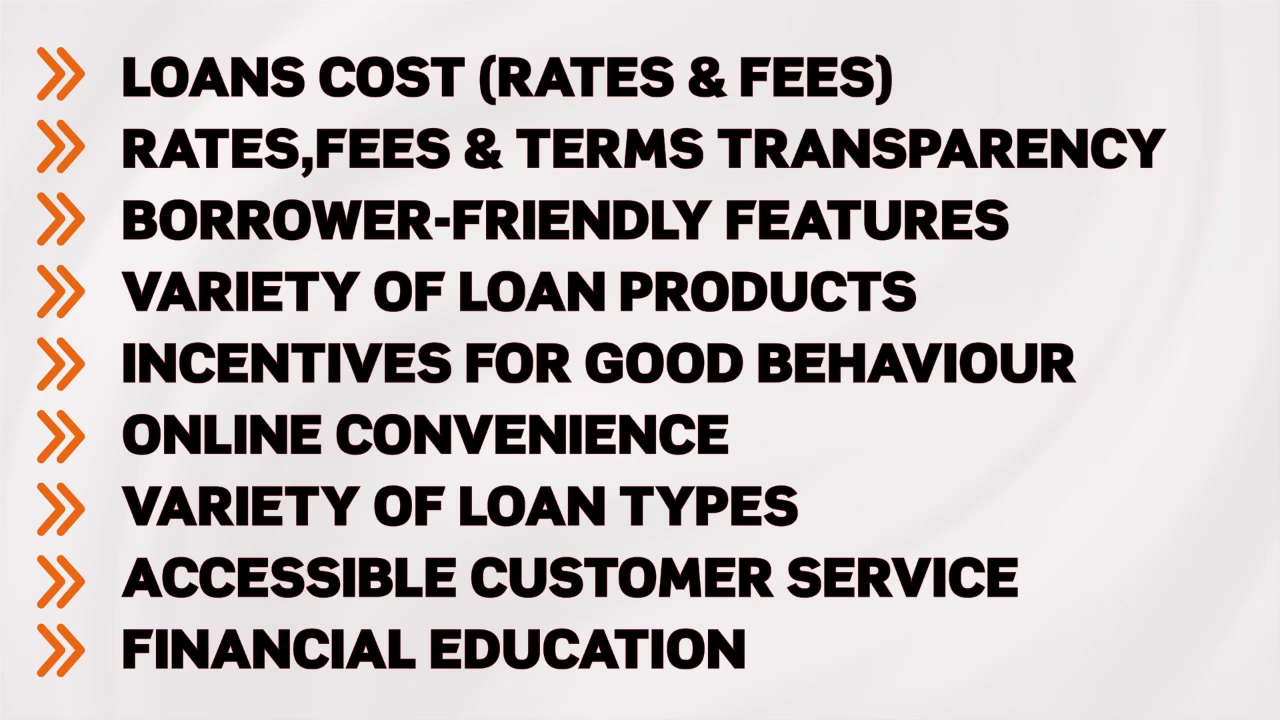 LOANS COST (RATES & FEES)
RATES,FEES & TERMS TRANSPARENCY
BORROWER-FRIENDLY FEATURES
VARIETY OF LOAN PRODUCTS
INCENTIVES FOR GOOD BEHAVIOUR
ONLINE CONVENIENCE
VARIETY OF LOAN TYPES
ACCESSIBLE CUSTOMER SERVICE
FINANCIAL EDUCATION